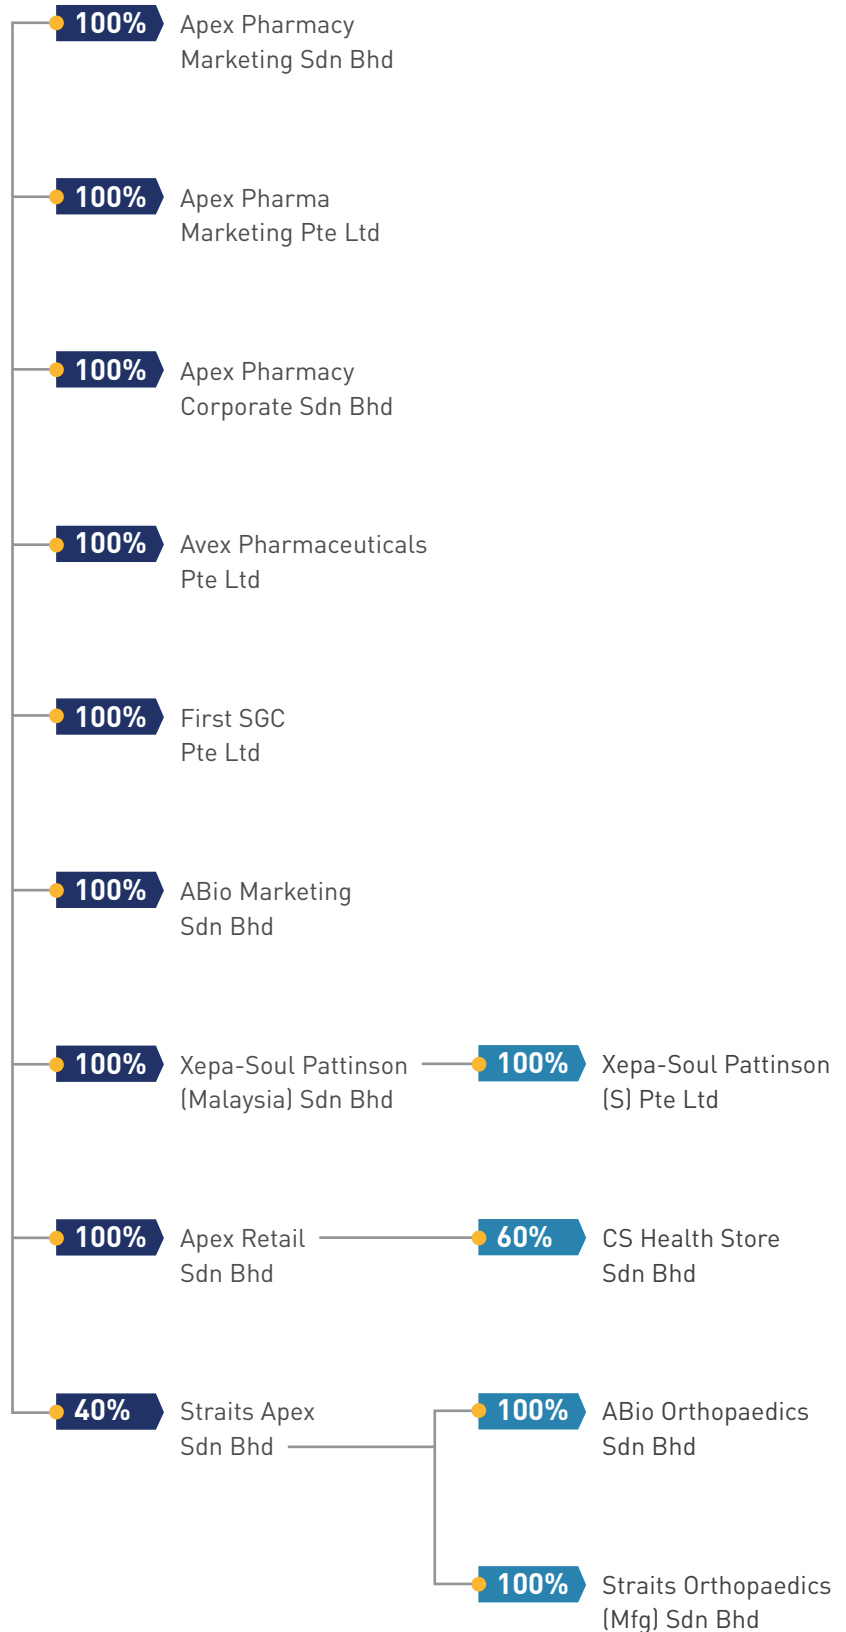 100% Apex Pharmacy
Marketing Sdn Bhd
100% Apex Pharma
Marketing Pte Ltd
100% Apex Pharmacy
Corporate Sdn Bhd
100% Avex Pharmaceuticals
Pte Ltd
100% First SGC
Pte Ltd
100% ABio Marketing
Sdn Bhd
100% Xepa-Soul Pattinson
(Malaysia) Sdn Bhd
100% Xepa-Soul Pattinson
(S) Pte Ltd
100% Apex Retail
Sdn Bhd
60% CS Health Store
Sdn Bhd
40% Straits Apex
Sdn Bhd
100% ABio Orthopaedics
Sdn Bhd
100% Straits Orthopaedics
(Mfg) Sdn Bhd